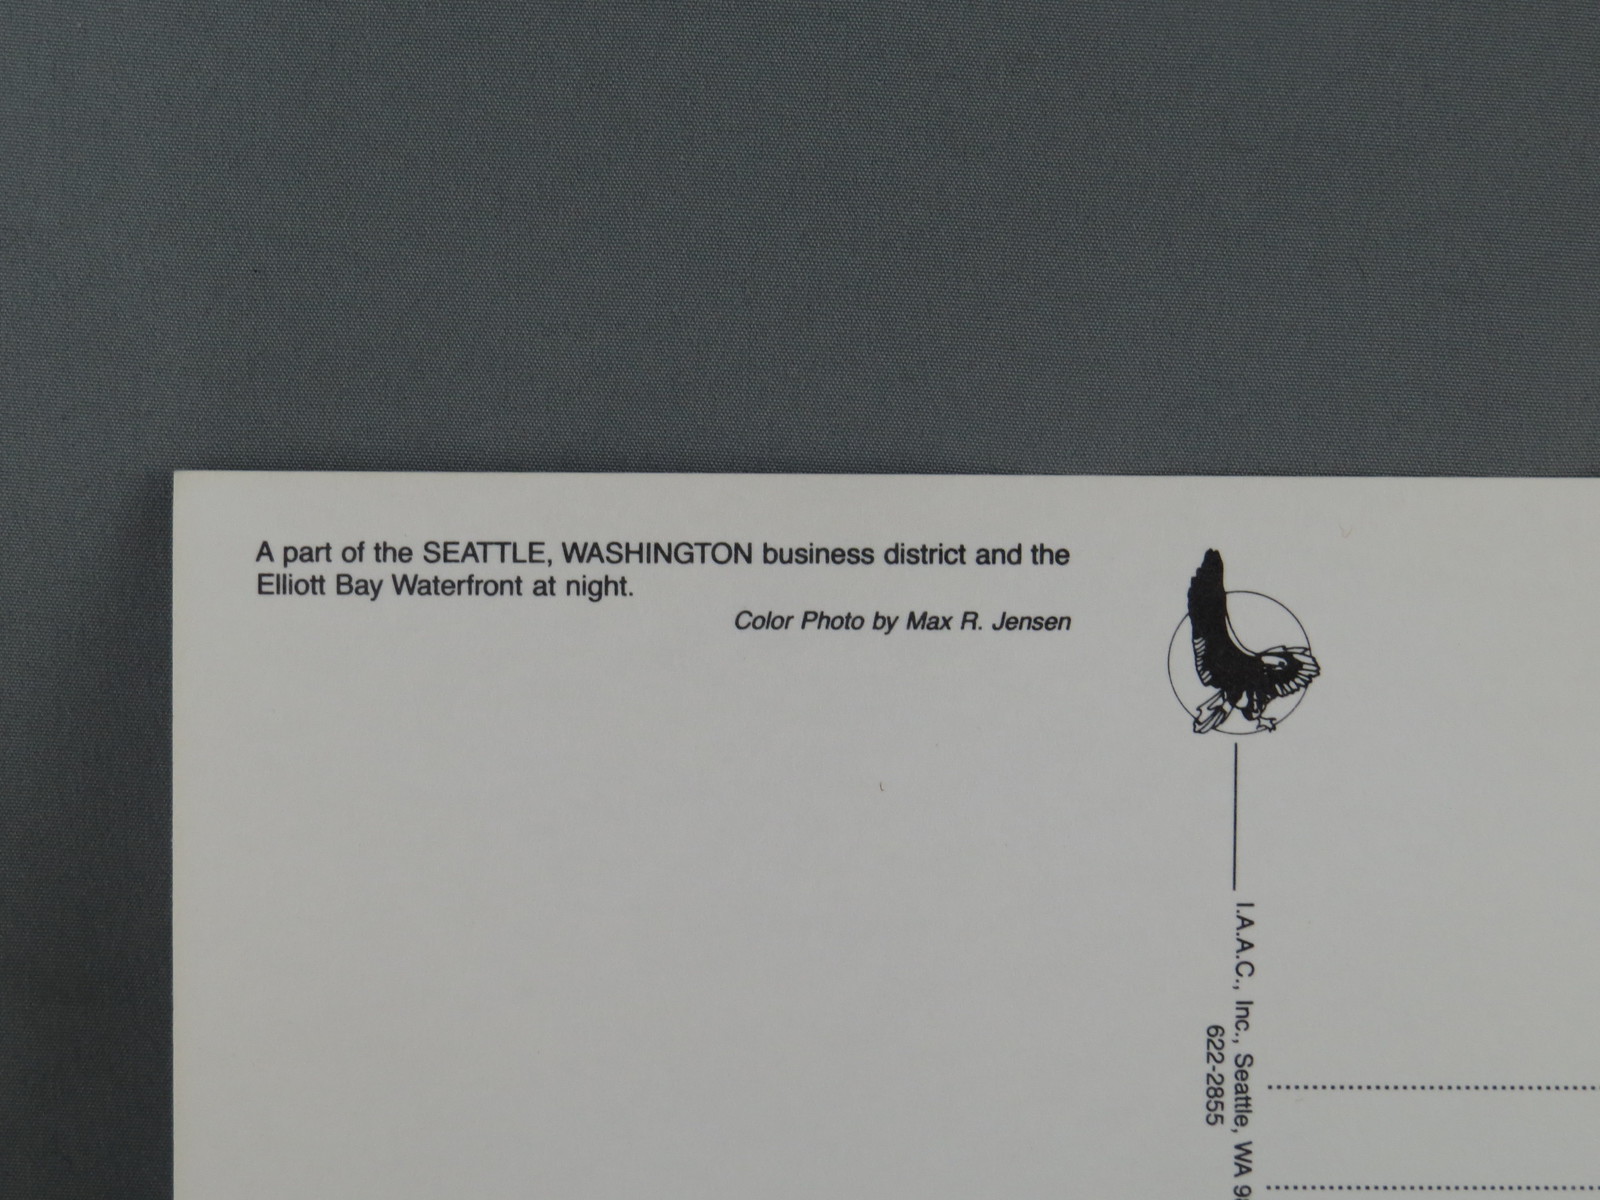 A part of the SEATTLE, WASHINGTON business district and the
Elliott Bay Waterfront at night.
Color Photo by Max R. Jensen
I.A.A.C., Inc., Seattle, WA
622-2855